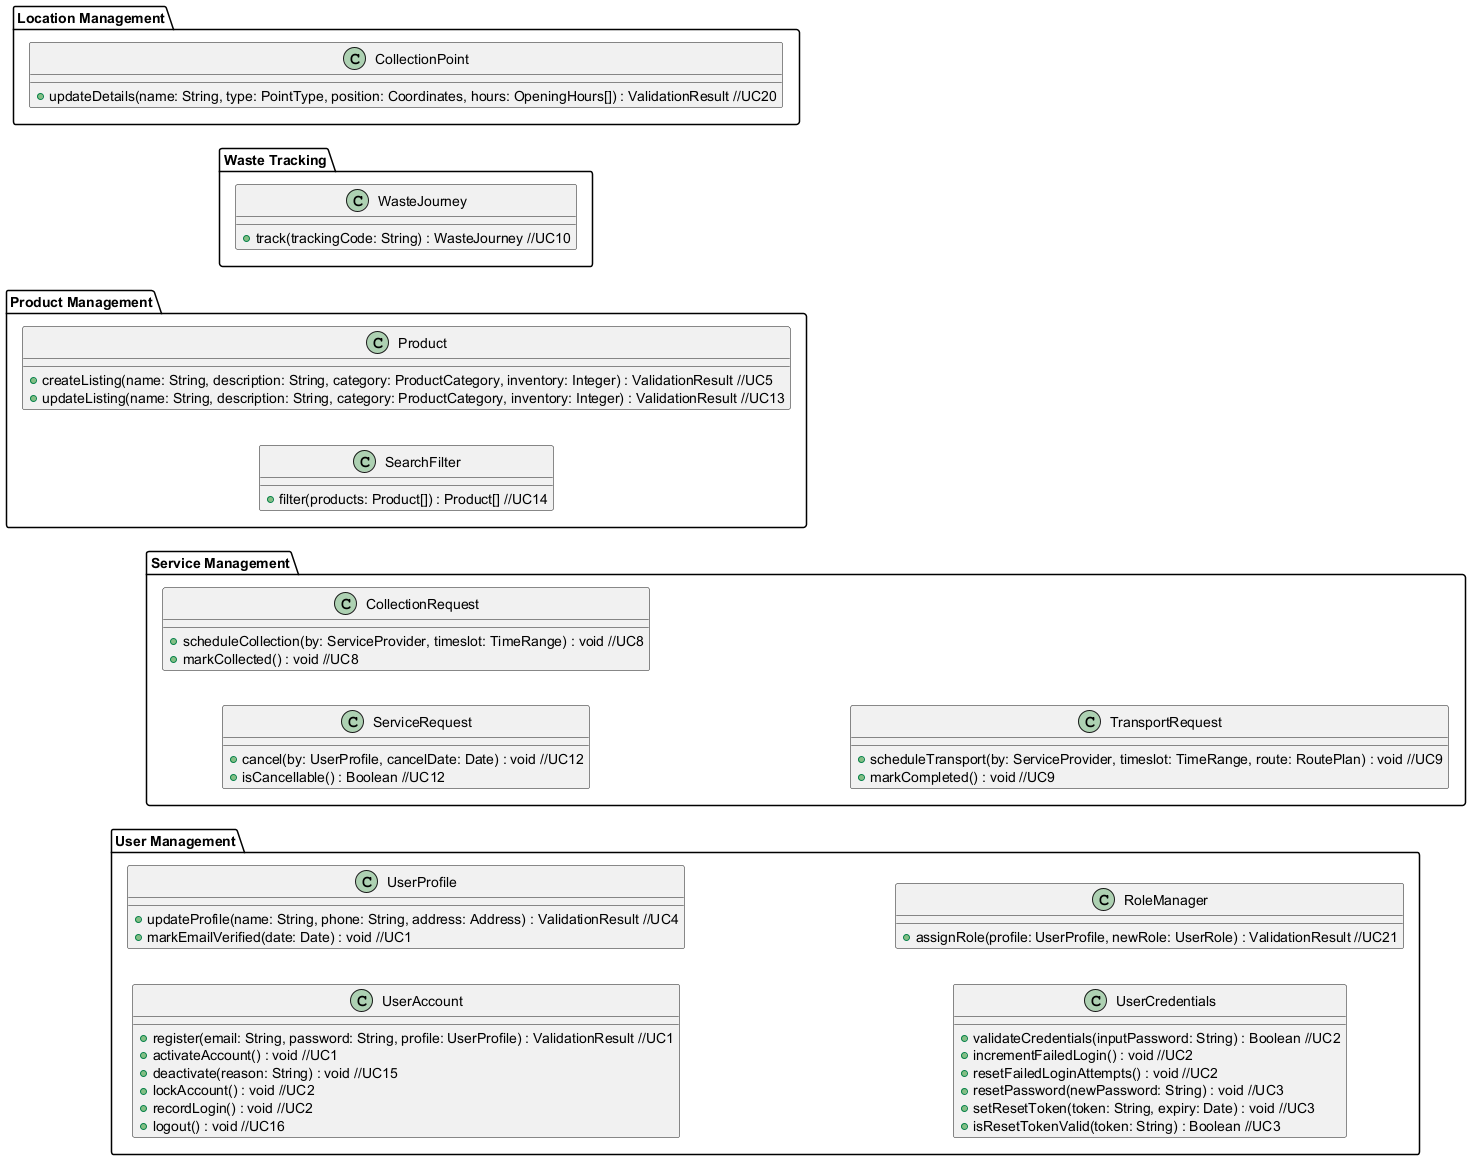 Location Management
C CollectionPoint
updateDetails(name: String, type: PointType, position: Coordinates, hours: OpeningHours[]) : ValidationResult //UC20
Waste Tracking
C WasteJourney
track(trackingCode: String) : WasteJourney //UC10
Product Management
C Product
createListing(name: String, description: String, category: ProductCategory, inventory: Integer) : ValidationResult //UC5
updateListing(name: String, description: String, category: ProductCategory, inventory: Integer) : ValidationResult //UC13
C SearchFilter
filter(products: Product[]) : Product[] //UC14
Service Management
C CollectionRequest
scheduleCollection(by: ServiceProvider, timeslot: TimeRange) : void //UC8
markCollected() : void //UC8
C ServiceRequest
cancel(by: UserProfile, cancelDate: Date) : void //UC12
isCancellable() : Boolean //UC12
C TransportRequest
scheduleTransport(by: ServiceProvider, timeslot: TimeRange, route: RoutePlan) : void //UC9
markCompleted() : void //UC9
User Management
C UserProfile
updateProfile(name: String, phone: String, address: Address) : ValidationResult //UC4
markEmailVerified(date: Date) : void //UC1
C RoleManager
assignRole(profile: UserProfile, newRole: UserRole) : ValidationResult //UC21
C UserAccount
register(email: String, password: String, profile: UserProfile) : ValidationResult //UC1
activateAccount() : void //UC1
deactivate(reason: String) : void //UC15
lockAccount() : void //UC2
recordLogin() : void //UC2
logout() : void //UC16
C UserCredentials
validateCredentials(inputPassword: String) : Boolean //UC2
incrementFailedLogin() : void //UC2
resetFailedLoginAttempts() : void //UC2
resetPassword(newPassword: String) : void //UC3
setResetToken(token: String, expiry: Date) : void //UC3
isResetTokenValid(token: String) : Boolean //UC3